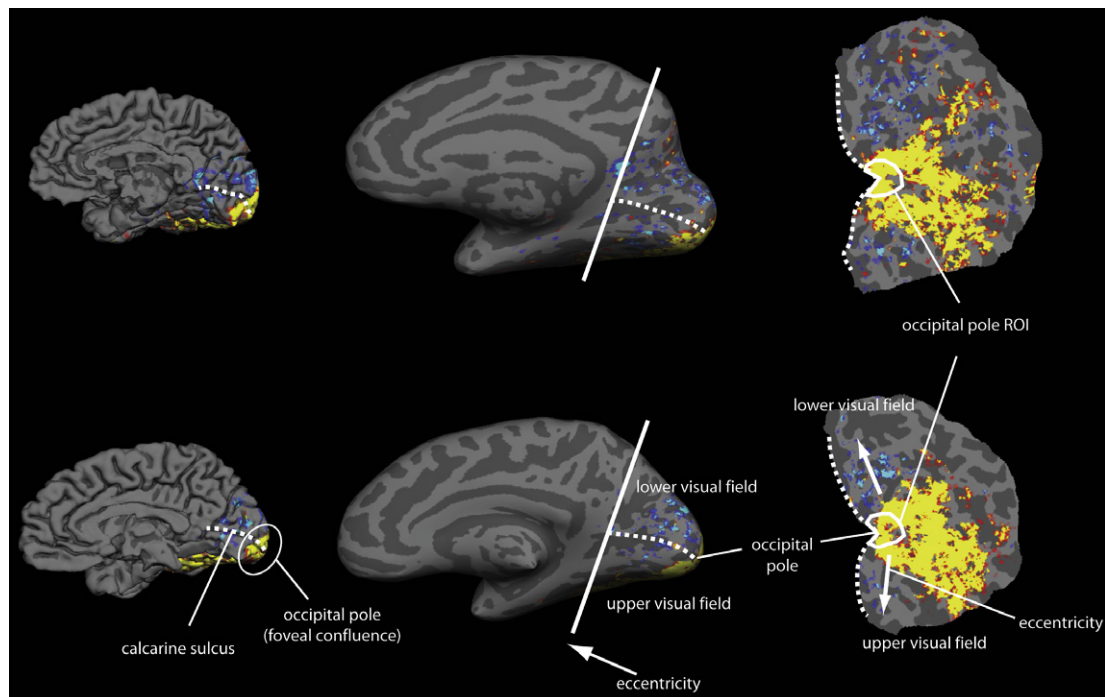 occipital pole ROI
lower visual field
lower visual field
occipital
pole
occipital pole
(foveal confluence)
upper visual field
eccentricity
calcarine sulcus
upper visual field
eccentricity